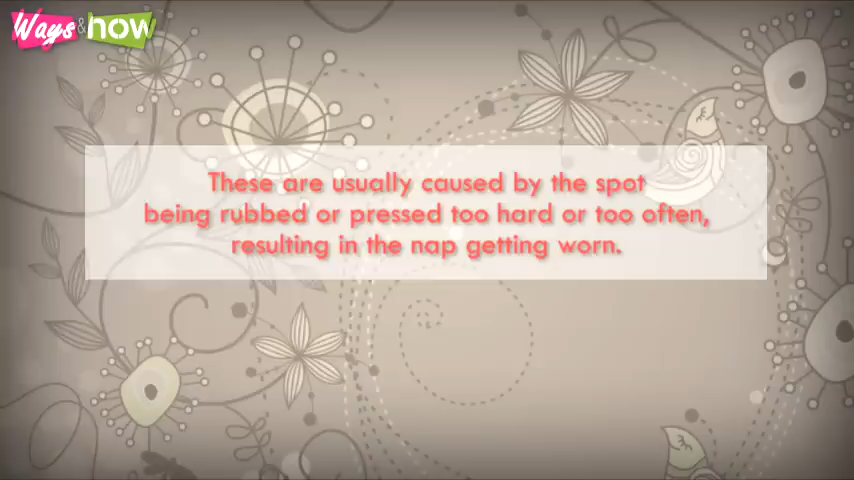 Ways & how
These are usually caused by the spot
being rubbed or pressed too hard or too often,
resulting in the nap getting worn.